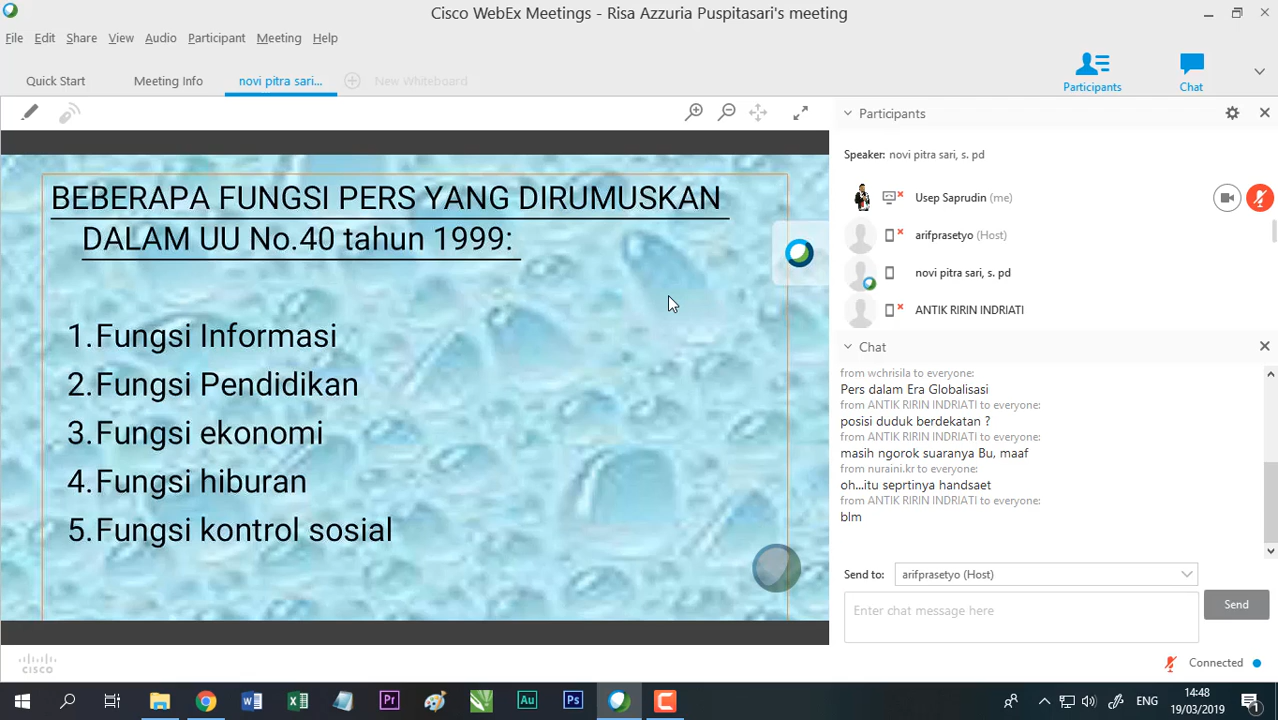 Cisco WebEx Meetings - Risa Azzuria Puspitasari's meeting
File Edit Share View Audio Participant Meeting Help
Quick Start Meeting Info novi pitra sari... New Whiteboard
Participants Chat
BEBERAPA FUNGSI PERS YANG DIRUMUSKAN
DALAM UU No.40 tahun 1999:
1.Fungsi Informasi
2.Fungsi Pendidikan
3.Fungsi ekonomi
4.Fungsi hiburan
5.Fungsi kontrol sosial
Participants
Speaker: novi pitra sari, s. pd
Usep Saprudin (me)
arifprasetyo (Host)
novi pitra sari, s. pd
ANTIK RIRIN INDRIATI
Chat
from wchrisila to everyone:
Pers dalam Era Globalisasi
from ANTIK RIRIN INDRIATI to everyone:
posisi duduk berdekatan ?
from ANTIK RIRIN INDRIATI to everyone:
masih ngorok suaranya Bu, maaf
from nuraini.kr to everyone:
oh...itu seprtinya handsaet
from ANTIK RIRIN INDRIATI to everyone:
blm
Send to: arifprasetyo (Host)
Enter chat message here
Send
cisco
Connected
W X Pr Au Ps C
ENG
14:48
19/03/2019
1